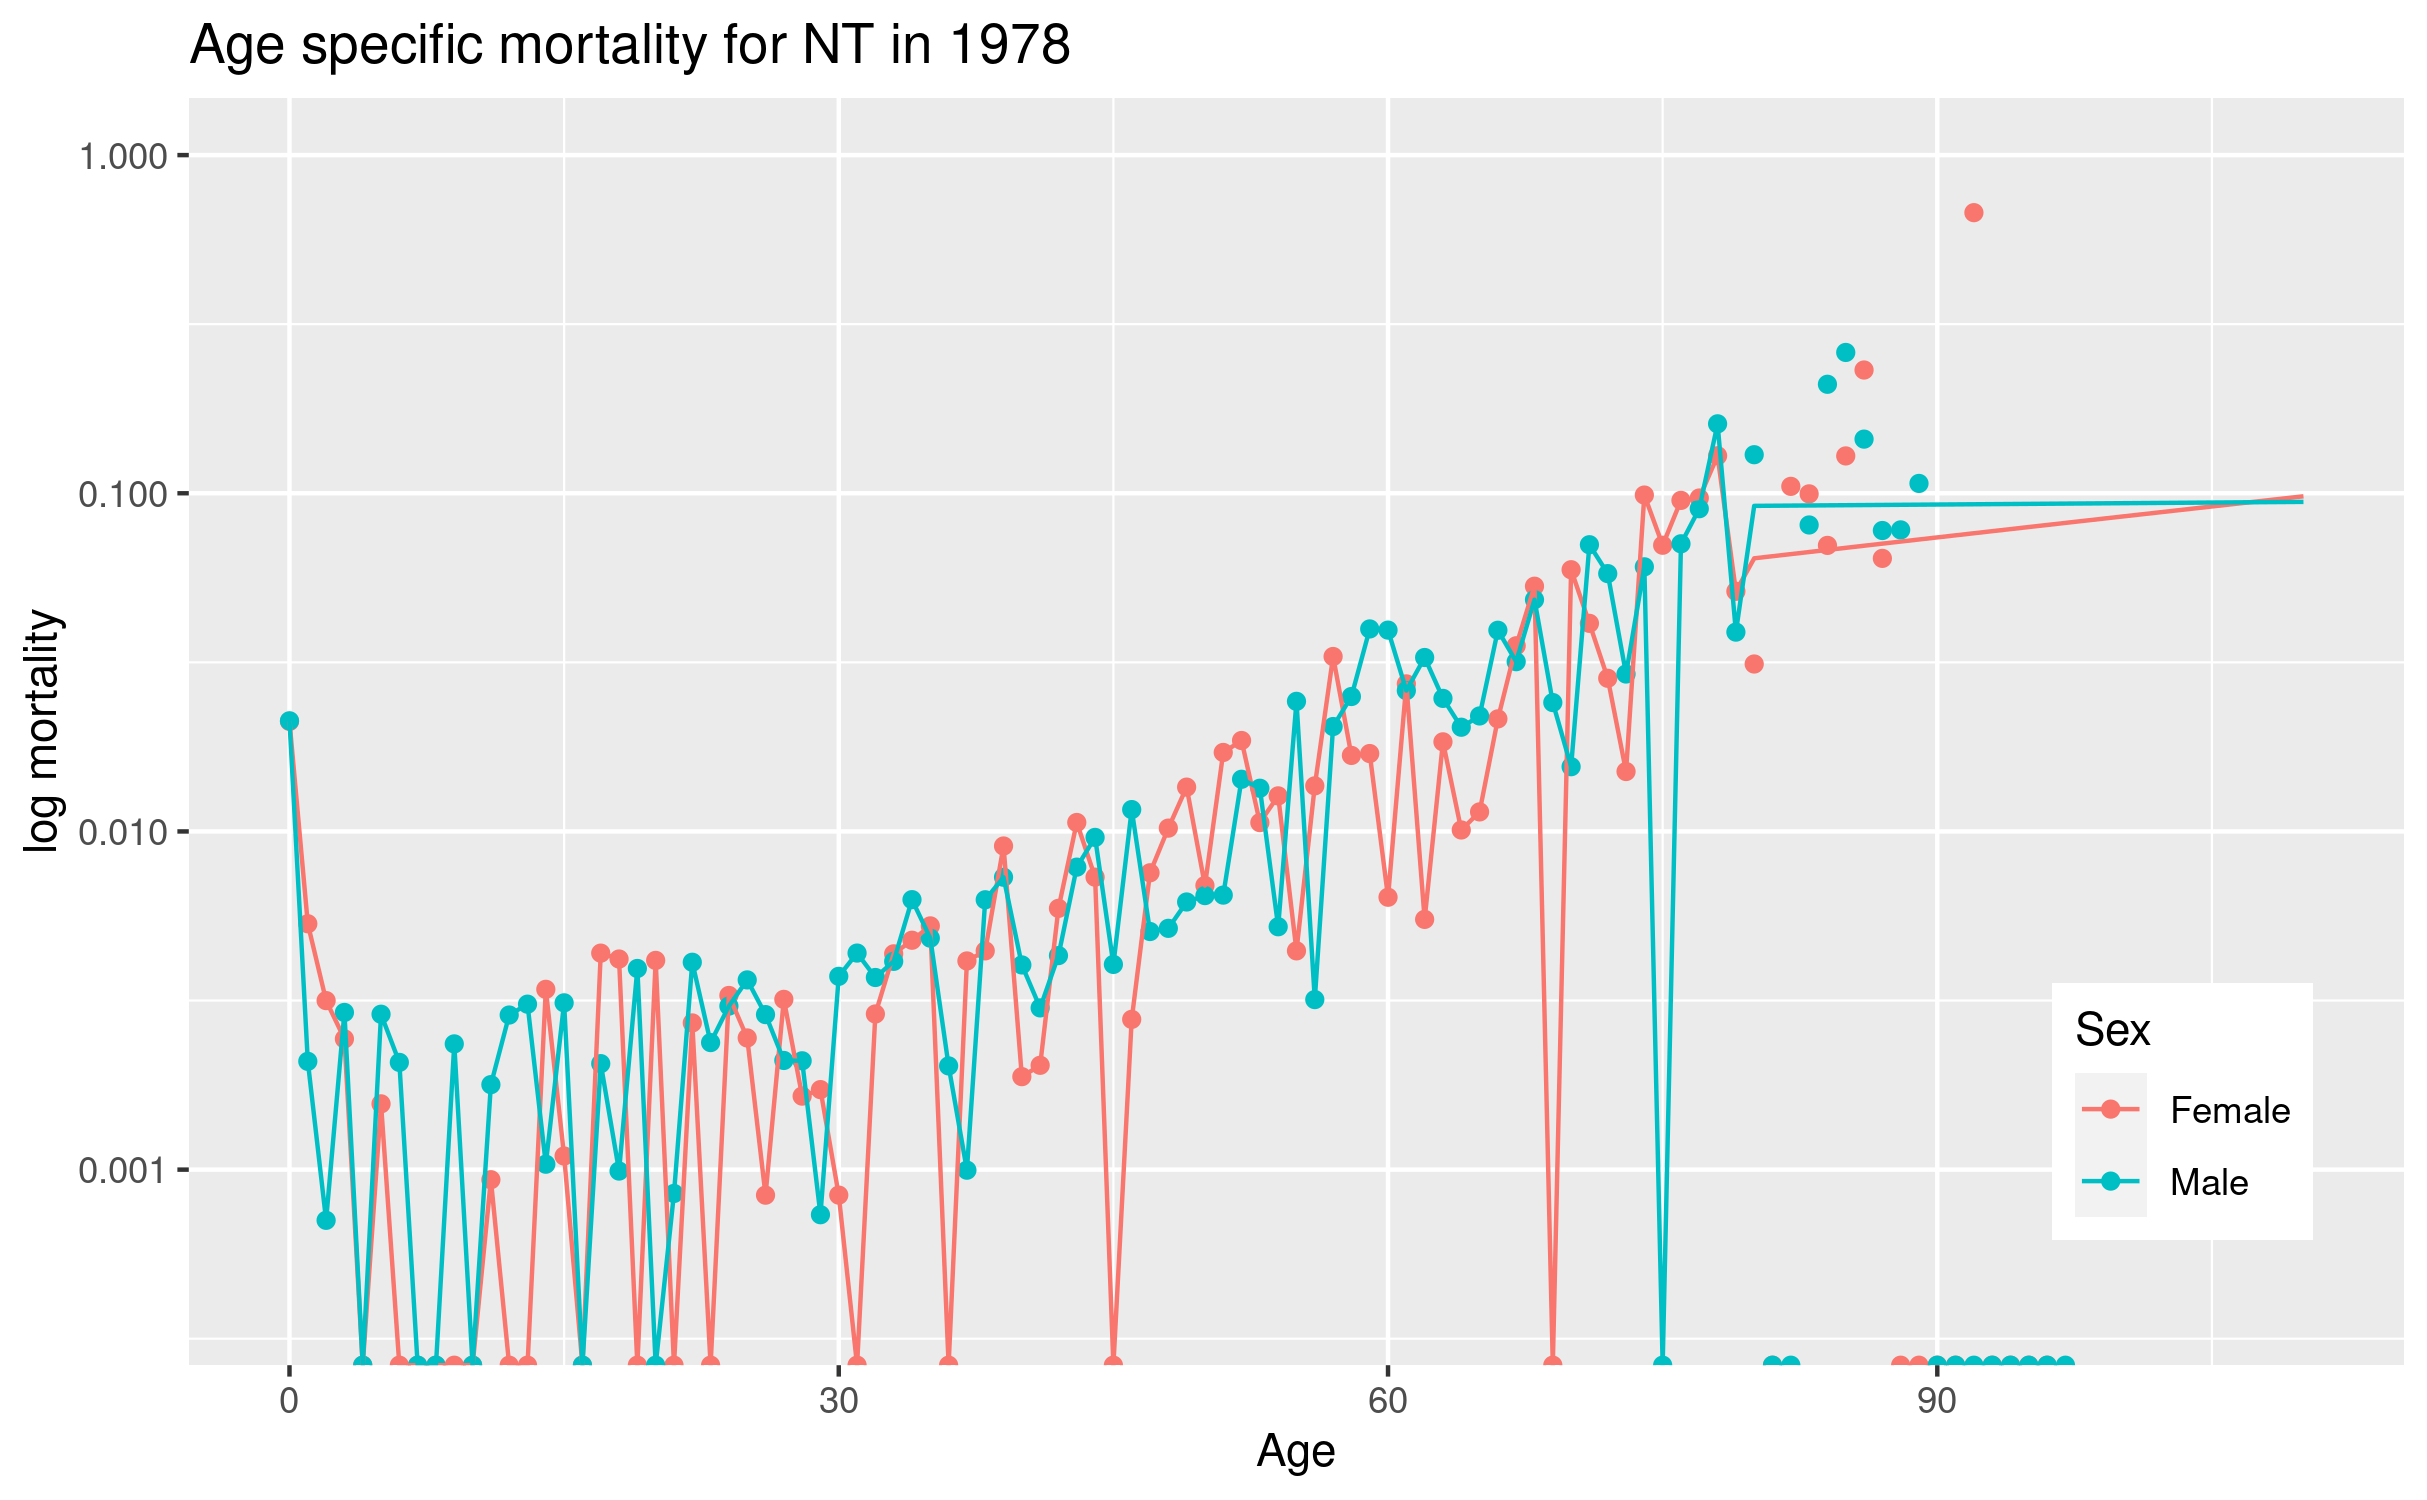 Age specific mortality for NT in 1978
1.000
0.100
0.010
0.001
log mortality
0 30 60 90
Age
Sex
Female
Male